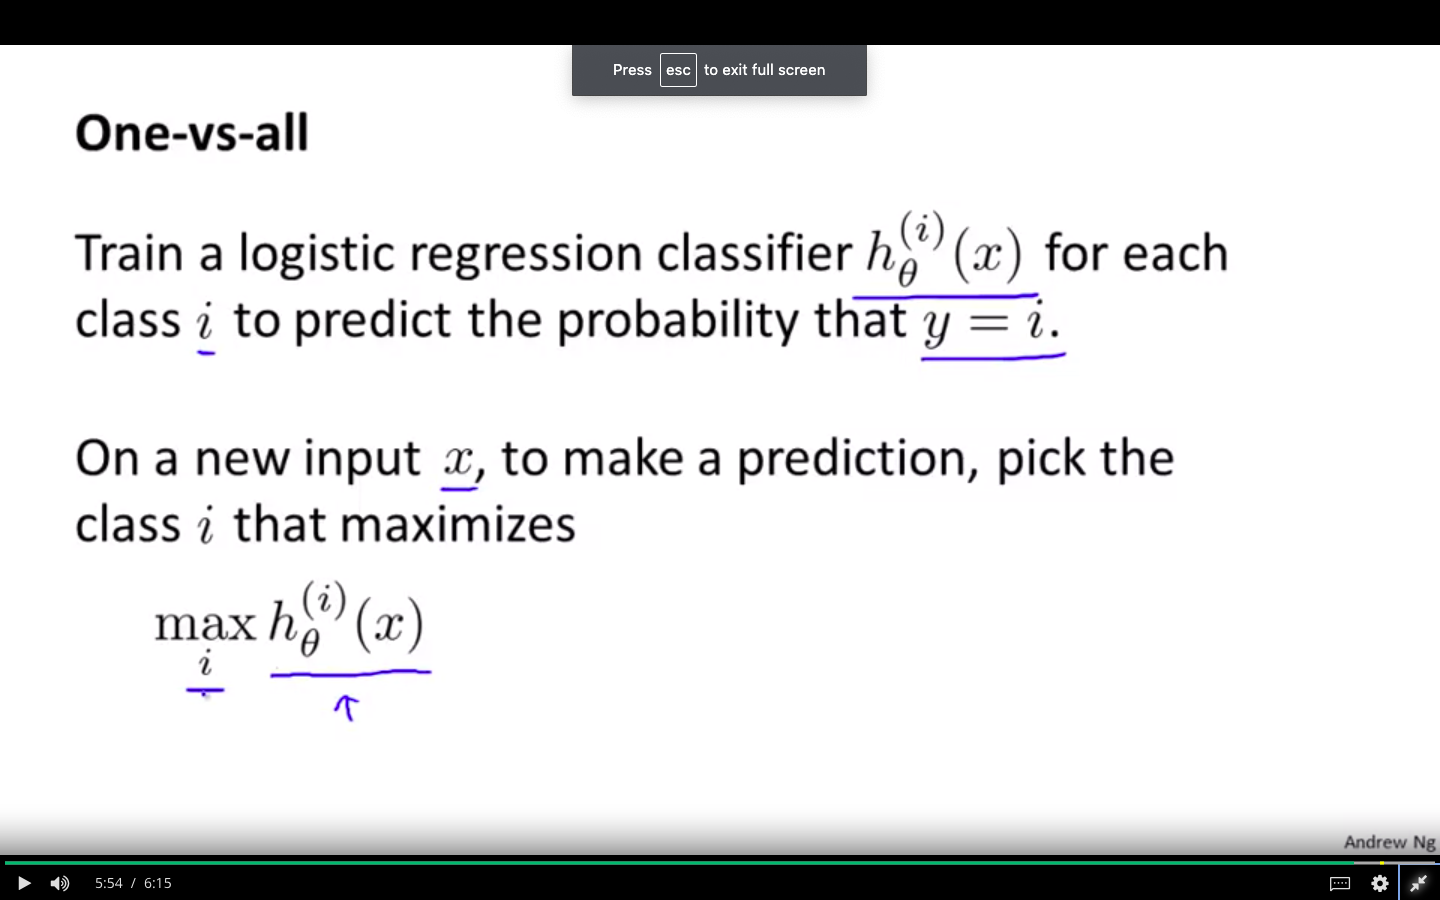 Press esc to exit full screen
One-vs-all
Train a logistic regression classifier $h_\theta^{(i)}(x)$ for each
class $i$ to predict the probability that $y = i$.
On a new input $x$, to make a prediction, pick the
class $i$ that maximizes
$\max_i h_\theta^{(i)}(x)$
Andrew Ng
5:54 / 6:15